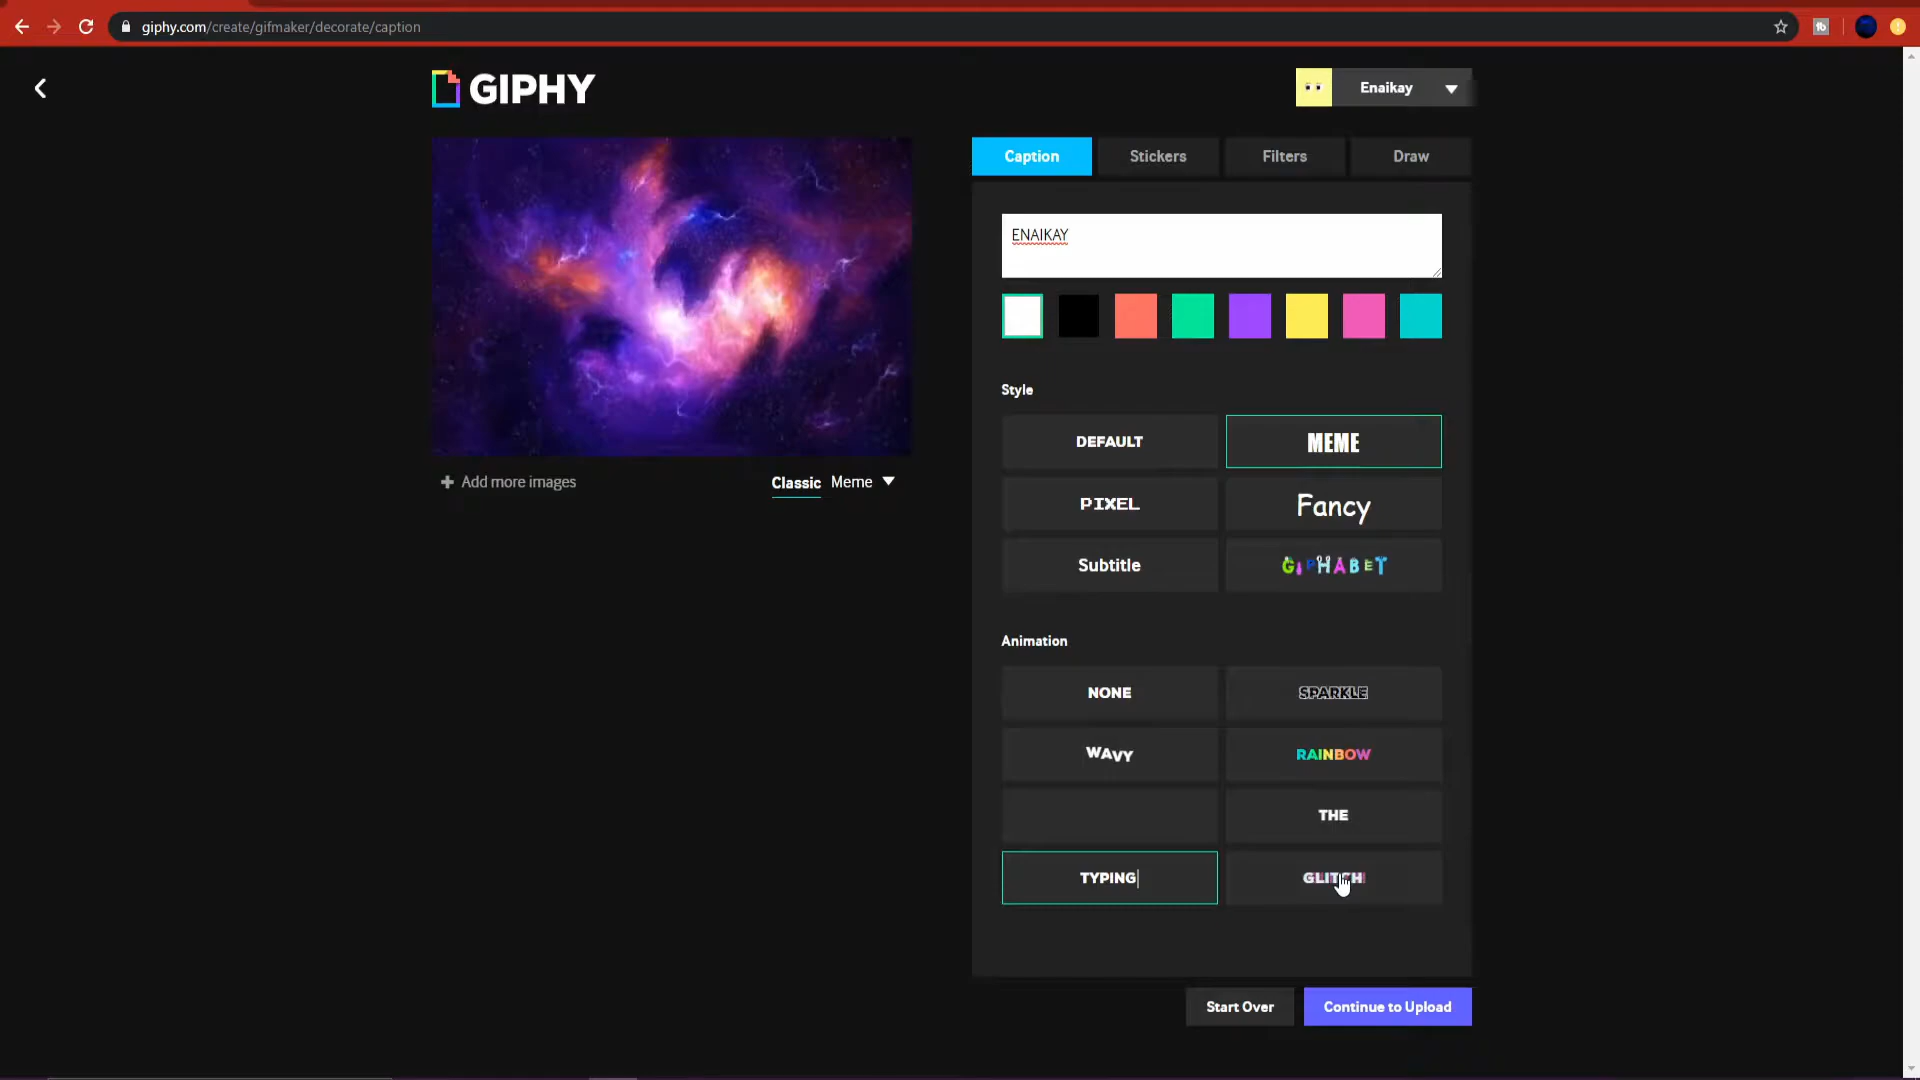 giphy.com/create/gifmaker/decorate/caption
GIPHY
Enaikay
Caption Stickers Filters Draw
ENAIKAY
Style
DEFAULT MEME
PIXEL Fancy
Add more images Classic Meme
Subtitle GIPHABET
Animation
NONE SPARKLE
WAVY RAINBOW
THE
TYPING GLITCH
Start Over Continue to Upload